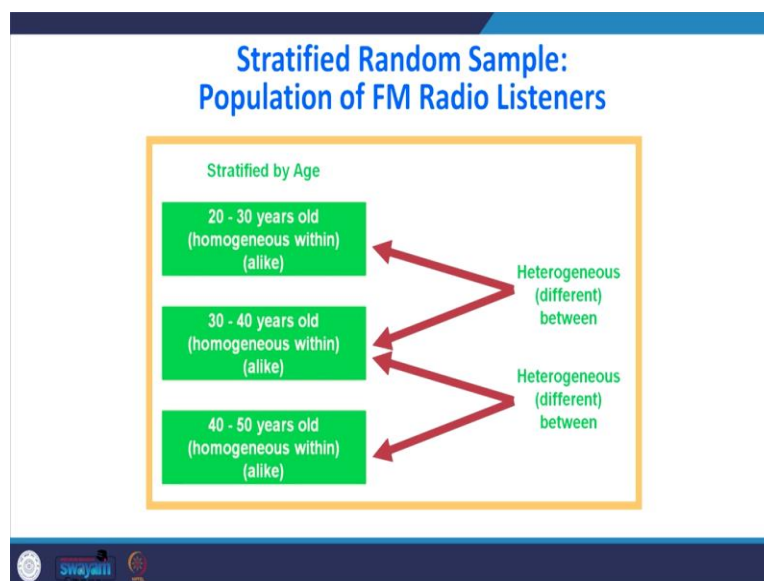 Stratified Random Sample:
Population of FM Radio Listeners
Stratified by Age
20 - 30 years old
(homogeneous within)
(alike)
30 - 40 years old
(homogeneous within)
(alike)
40 - 50 years old
(homogeneous within)
(alike)
Heterogeneous
(different)
between
Heterogeneous
(different)
between
swayam